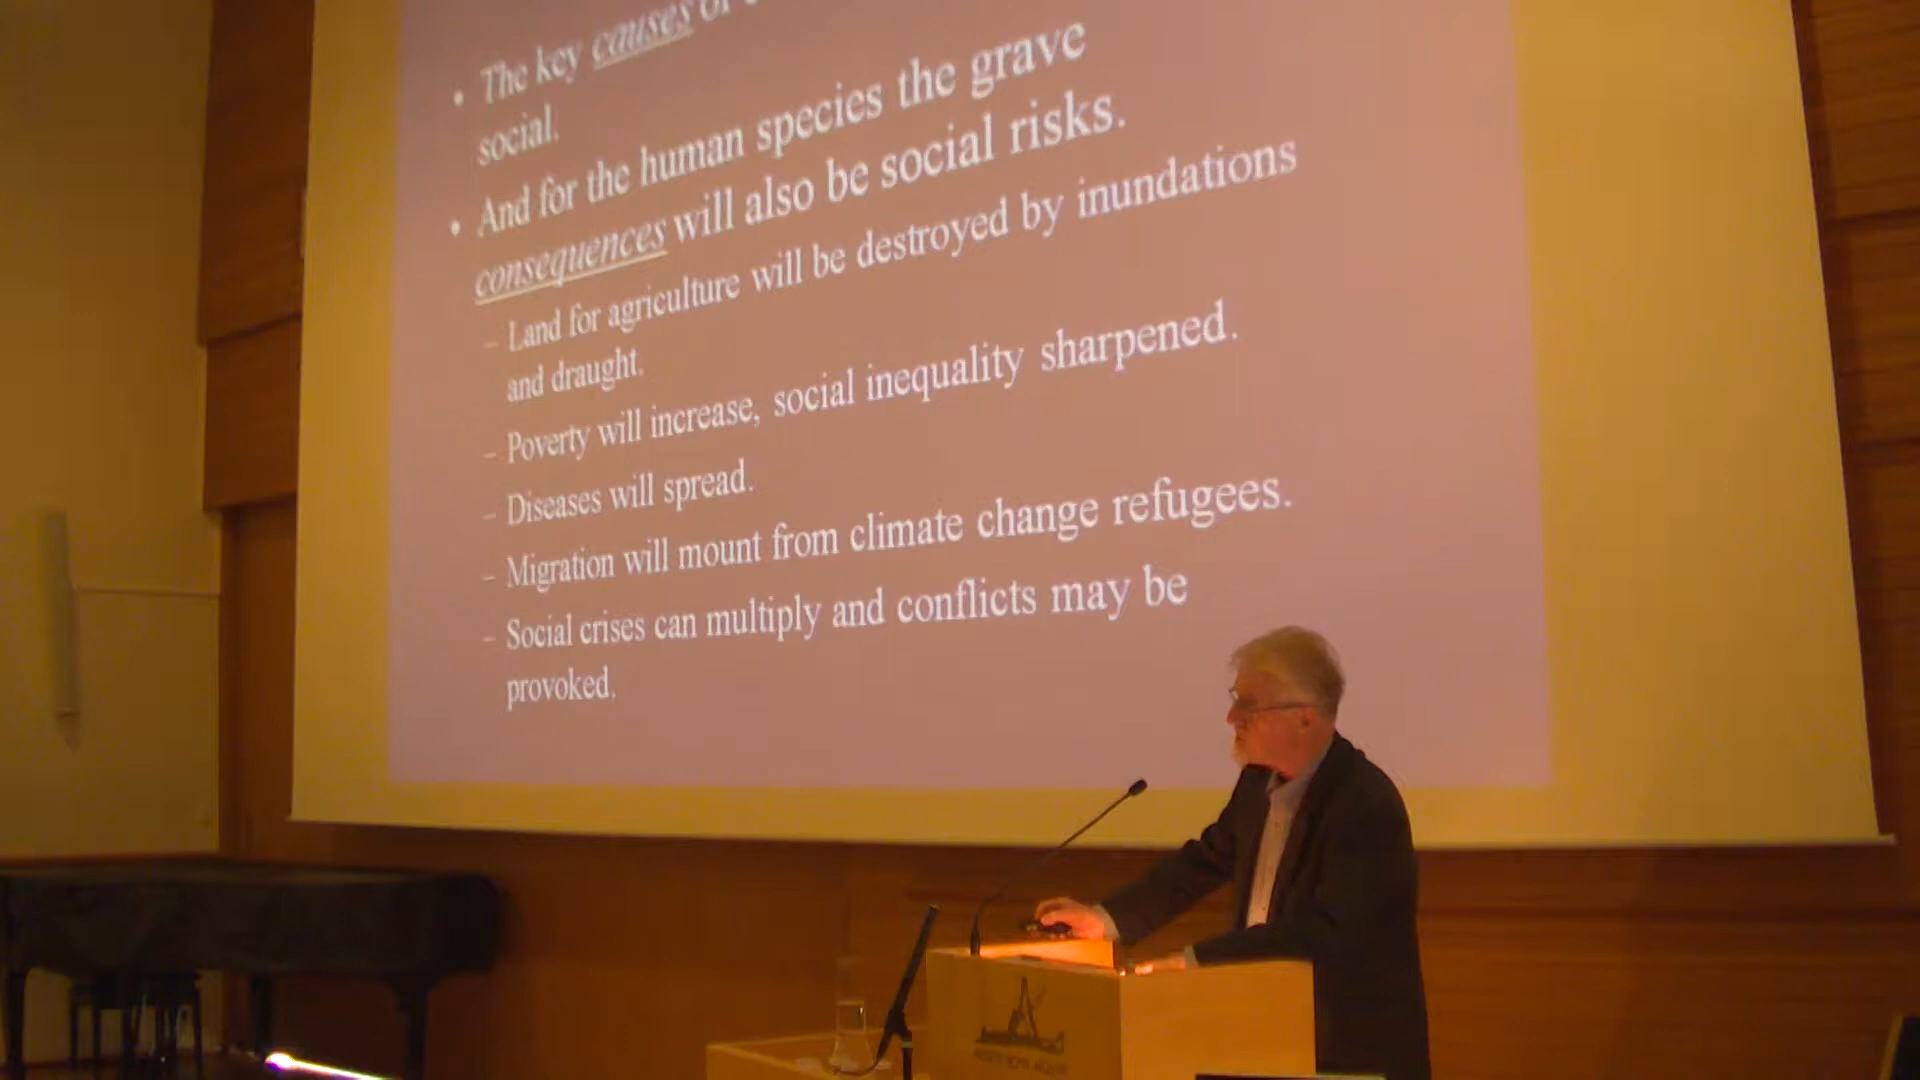 • The key causes of
social.
• And for the human species the grave
consequences will also be social risks.
– Land for agriculture will be destroyed by inundations
and draught.
– Poverty will increase, social inequality sharpened.
– Diseases will spread.
– Migration will mount from climate change refugees.
– Social crises can multiply and conflicts may be
provoked.